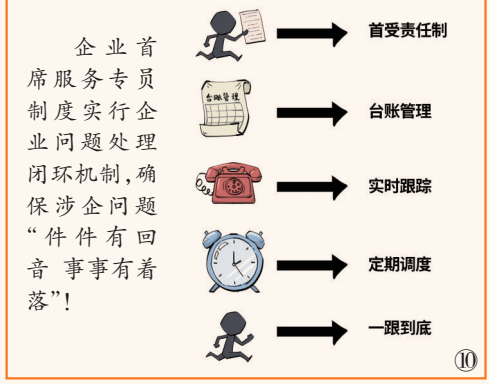 企业首
席服务专员
制度实行企
业问题处理
闭环机制,确
保涉企问题
“件件有回
音 事事有着
落”!
首受责任制
台账管理
台账管理
实时跟踪
定期调度
一跟到底
⑩